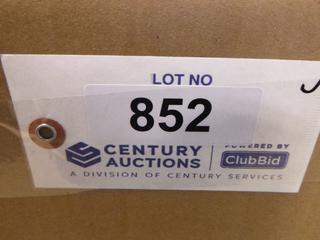 LOT NO
852
CENTURY AUCTIONS
POWERED BY
ClubBid
A DIVISION OF CENTURY SERVICES